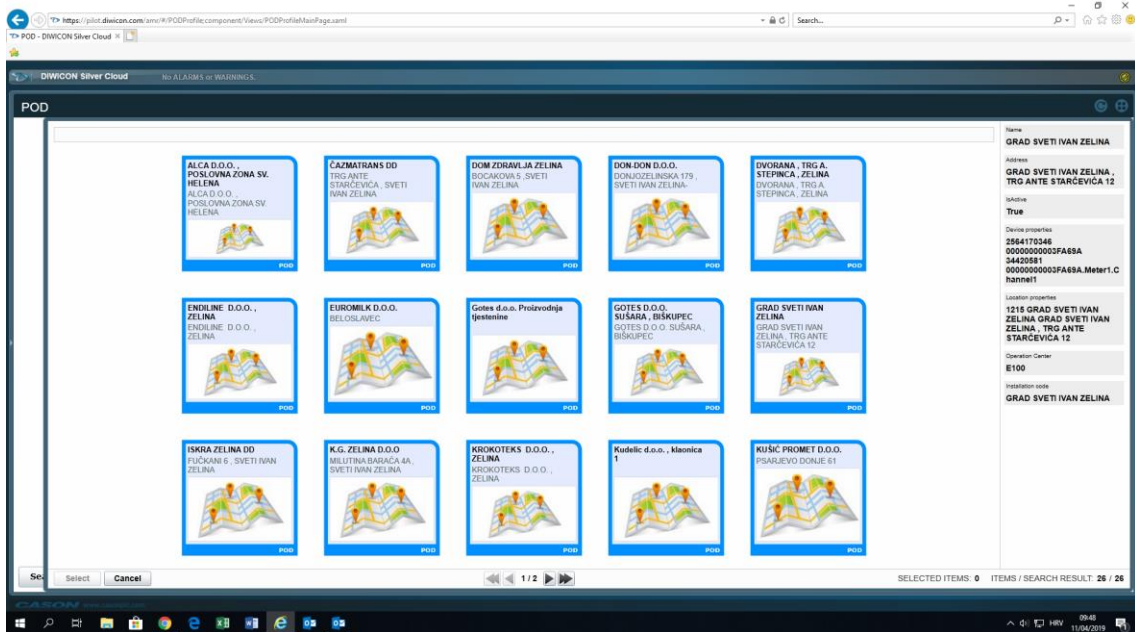 https://pilot.diwicon.com/amr/#/PODProfile;component/Views/PODProfileMainPage.xaml
Search...
POD - DIWICON Silver Cloud
DIWICON Silver Cloud
No ALARMS or WARNINGS.
POD
ALCA D.O.O. ,
POSLOVNA ZONA SV.
HELENA
ALCA D.O.O. ,
POSLOVNA ZONA SV.
HELENA
POD
ČAZMATRANS DD
TRG ANTE
STARČEVIĆA , SVETI
IVAN ZELINA
POD
DOM ZDRAVLJA ZELINA
BOCAKOVA 5 ,SVETI
IVAN ZELINA
POD
DON-DON D.O.O.
DONJOZELINSKA 179 ,
SVETI IVAN ZELINA-
POD
DVORANA , TRG A.
STEPINCA , ZELINA
DVORANA , TRG A.
STEPINCA , ZELINA
POD
ENDILINE D.O.O. ,
ZELINA
ENDILINE D.O.O. ,
ZELINA
POD
EUROMILK D.O.O.
BELOSLAVEC
POD
Gotes d.o.o. Proizvodnja
tjestenine
POD
GOTES D.O.O.
SUŠARA , BIŠKUPEC
GOTES D.O.O. SUŠARA ,
BIŠKUPEC
POD
GRAD SVETI IVAN
ZELINA
GRAD SVETI IVAN
ZELINA , TRG ANTE
STARČEVIĆA 12
POD
ISKRA ZELINA DD
FUČKANI 6 , SVETI IVAN
ZELINA
POD
K.G. ZELINA D.O.O
MILUTINA BARAČA 4A ,
SVETI IVAN ZELINA
POD
KROKOTEKS D.O.O. ,
ZELINA
KROKOTEKS D.O.O. ,
ZELINA
POD
Kudelic d.o.o. , klaonica
1
POD
KUŠIĆ PROMET D.O.O.
PSARJEVO DONJE 61
POD
Name
GRAD SVETI IVAN ZELINA
Address
GRAD SVETI IVAN ZELINA ,
TRG ANTE STARČEVIĆA 12
IsActive
True
Device properties
2564170346
00000000003FA69A
34420581
00000000003FA69A.Meter1.C
hannel1
Location properties
1215 GRAD SVETI IVAN
ZELINA GRAD SVETI IVAN
ZELINA , TRG ANTE
STARČEVIĆA 12
Operation Center
E100
Installation code
GRAD SVETI IVAN ZELINA
Se
Select
Cancel
1 / 2
SELECTED ITEMS: 0
ITEMS / SEARCH RESULT: 26 / 26
CASON
HRV
09:48
11/04/2019